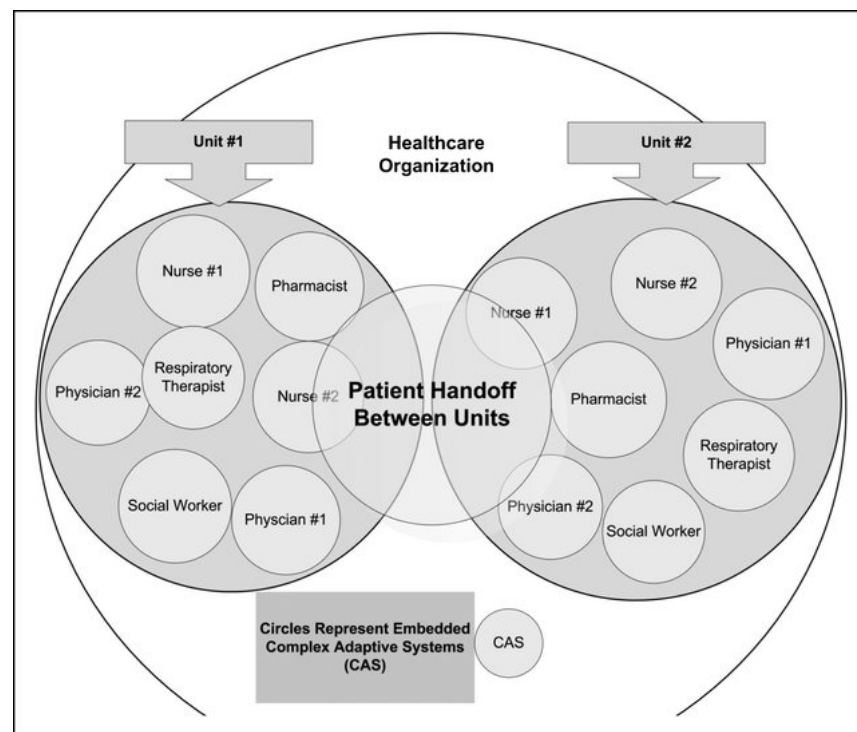 Unit #1
Healthcare
Organization
Unit #2
Nurse #1
Pharmacist
Physician #2
Respiratory
Therapist
Nurse #2
Social Worker
Physcian #1
Patient Handoff
Between Units
Nurse #1
Nurse #2
Physician #1
Pharmacist
Respiratory
Therapist
Physician #2
Social Worker
Circles Represent Embedded
Complex Adaptive Systems
(CAS)
CAS